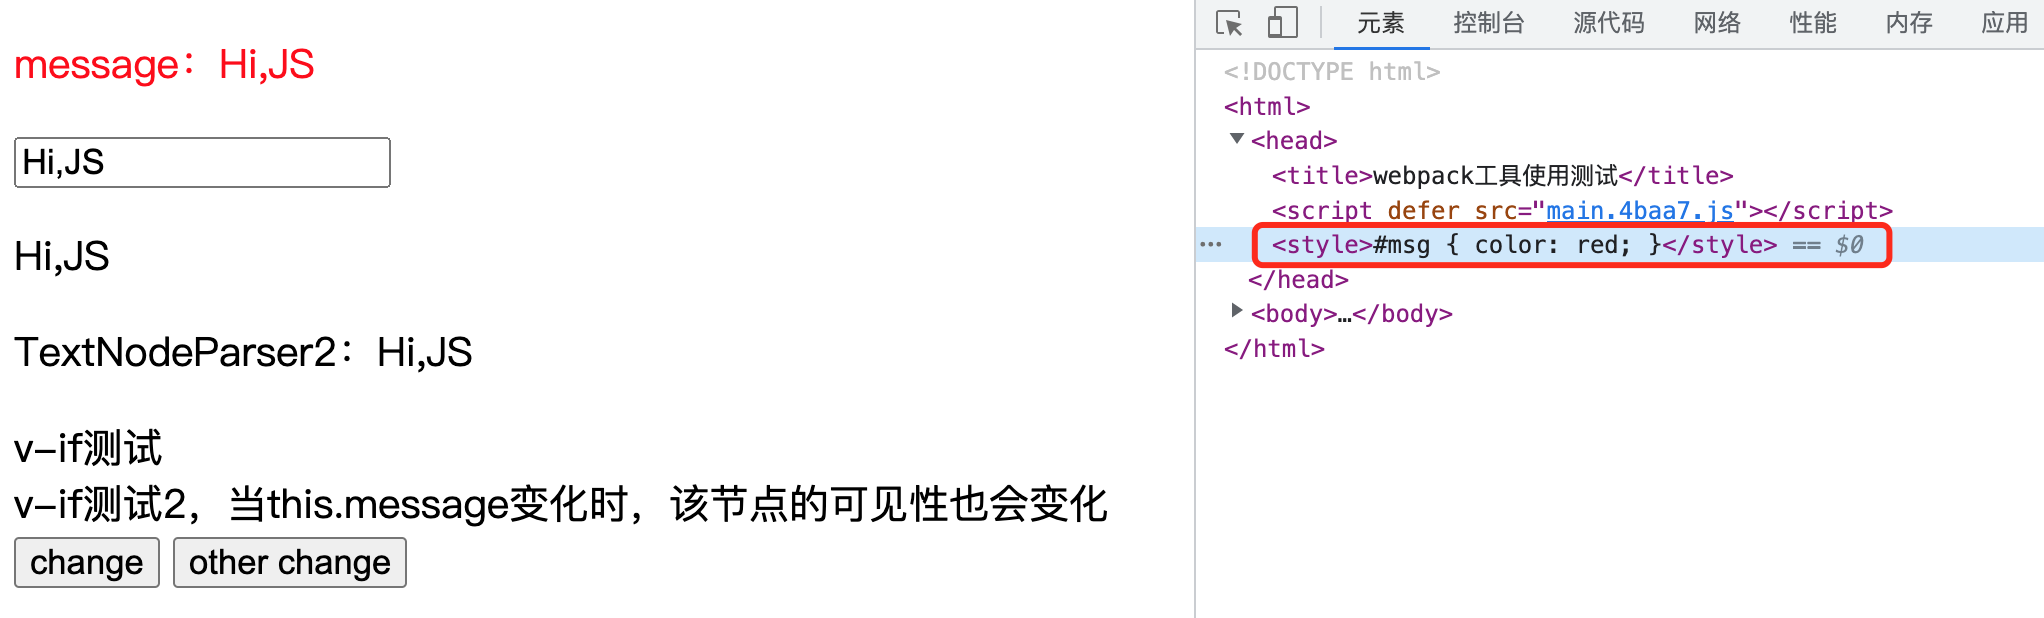 message：Hi,JS
Hi,JS
Hi,JS
TextNodeParser2：Hi,JS
v-if测试
v-if测试2，当this.message变化时，该节点的可见性也会变化
change other change
元素 控制台 源代码 网络 性能 内存 应用
<!DOCTYPE html>
<html>
<head>
<title>webpack工具使用测试</title>
<script defer src="main.4baa7.js"></script>
<style>#msg { color: red; }</style> == $0
</head>
<body>…</body>
</html>